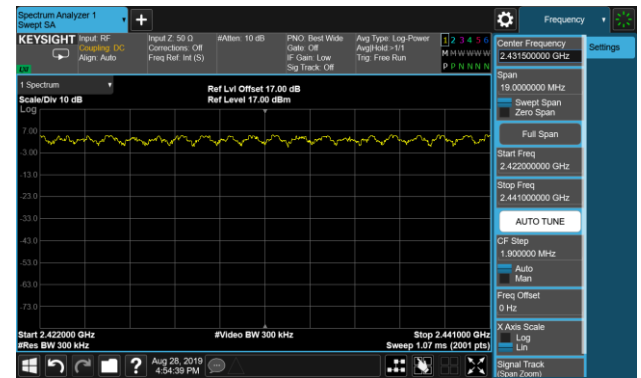 Spectrum Analyzer 1
Swept SA
Frequency
KEYSIGHT
Input: RF
Coupling: DC
Align: Auto
Input Z: 50 Ω
Corrections: Off
Freq Ref: Int (S)
#Atten: 10 dB
PNO: Best Wide
Gate: Off
IF Gain: Low
Sig Track: Off
Avg Type: Log-Power
Avg|Hold:>1/1
Trig: Free Run
1 2 3 4 5 6
M W W W W W
P P N N N N
Center Frequency
2.431500000 GHz
Settings
1 Spectrum
Scale/Div 10 dB
Ref Lvl Offset 17.00 dB
Ref Level 17.00 dBm
Span
19.0000000 MHz
Swept Span
Zero Span
Log
7.00
-3.00
-13.0
-23.0
-33.0
-43.0
-53.0
-63.0
-73.0
Full Span
Start Freq
2.422000000 GHz
Stop Freq
2.441000000 GHz
AUTO TUNE
CF Step
1.900000 MHz
Auto
Man
Freq Offset
0 Hz
X Axis Scale
Log
Lin
Signal Track
(Span Zoom)
Start 2.422000 GHz
#Res BW 300 kHz
#Video BW 300 kHz
Stop 2.441000 GHz
Sweep 1.07 ms (2001 pts)
?
Aug 28, 2019
4:54:39 PM